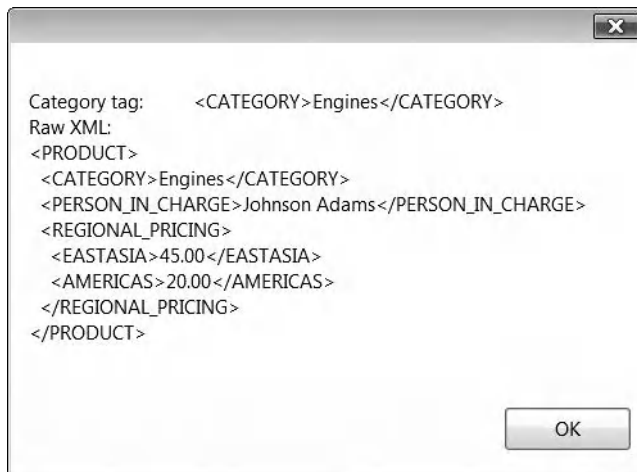 Category tag: <CATEGORY>Engines</CATEGORY>
Raw XML:
<PRODUCT>
<CATEGORY>Engines</CATEGORY>
<PERSON_IN_CHARGE>Johnson Adams</PERSON_IN_CHARGE>
<REGIONAL_PRICING>
<EASTASIA>45.00</EASTASIA>
<AMERICAS>20.00</AMERICAS>
</REGIONAL_PRICING>
</PRODUCT>
OK